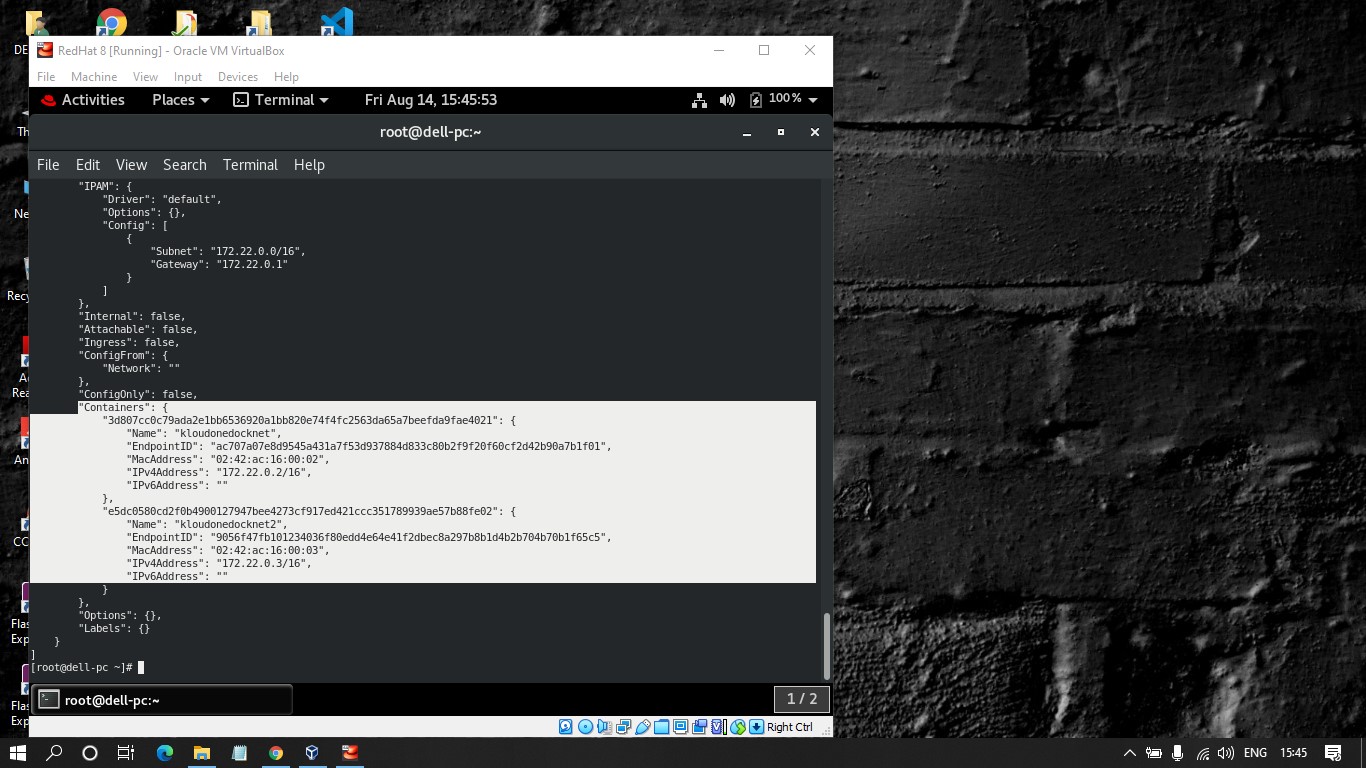 DE
RedHat 8 [Running] - Oracle VM VirtualBox
File Machine View Input Devices Help
Activities Places Terminal Fri Aug 14, 15:45:53 100 %
Th
root@dell-pc:~
File Edit View Search Terminal Help
"IPAM": {
"Driver": "default",
"Options": {},
"Config": [
{
"Subnet": "172.22.0.0/16",
"Gateway": "172.22.0.1"
}
]
},
"Internal": false,
"Attachable": false,
"Ingress": false,
"ConfigFrom": {
"Network": ""
},
"ConfigOnly": false,
"Containers": {
"3d807cc0c79ada2e1bb6536920a1bb820e74f4fc2563da65a7beefda9fae4021": {
"Name": "kloudonedocknet",
"EndpointID": "ac707a07e8d9545a431a7f53d937884d833c80b2f9f20f60cf2d42b90a7b1f01",
"MacAddress": "02:42:ac:16:00:02",
"IPv4Address": "172.22.0.2/16",
"IPv6Address": ""
},
"e5dc0580cd2f0b4900127947bee4273cf917ed421ccc351789939ae57b88fe02": {
"Name": "kloudonedocknet2",
"EndpointID": "9056f47fb101234036f80edd4e64e41f2dbec8a297b8b1d4b2b704b70b1f65c5",
"MacAddress": "02:42:ac:16:00:03",
"IPv4Address": "172.22.0.3/16",
"IPv6Address": ""
}
},
"Options": {},
"Labels": {}
}
]
[root@dell-pc ~]#
Ne
Recy
A
Rea
An
CC
Flas
Exp
Flas
Exp
root@dell-pc:~
1 / 2
Right Ctrl
ENG 15:45